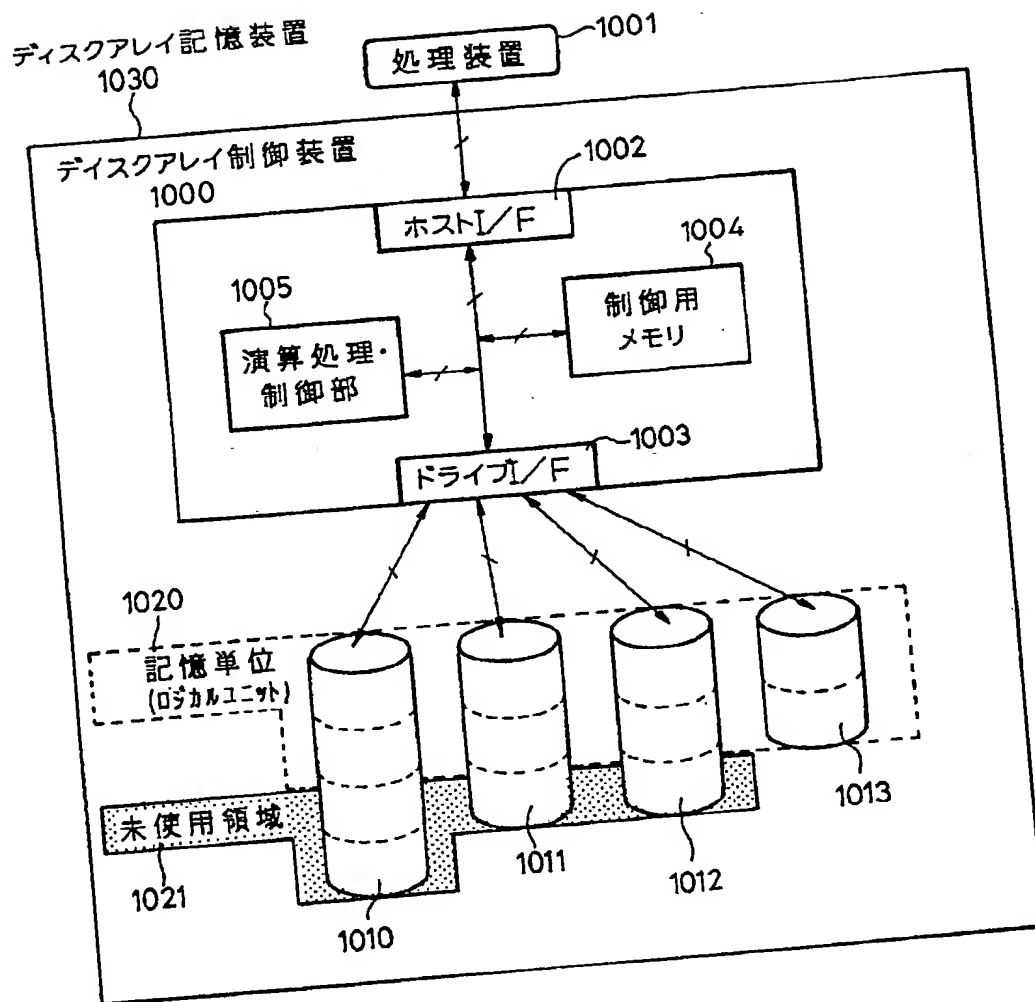 ディスクアレイ記憶装置
1030
処理装置
1001
ディスクアレイ制御装置
1000
ホストI/F
1002
1004
制御用
メモリ
1005
演算処理・
制御部
ドライブI/F
1003
1020
記憶単位
(ロジカルユニット)
未使用領域
1021
1010
1011
1012
1013